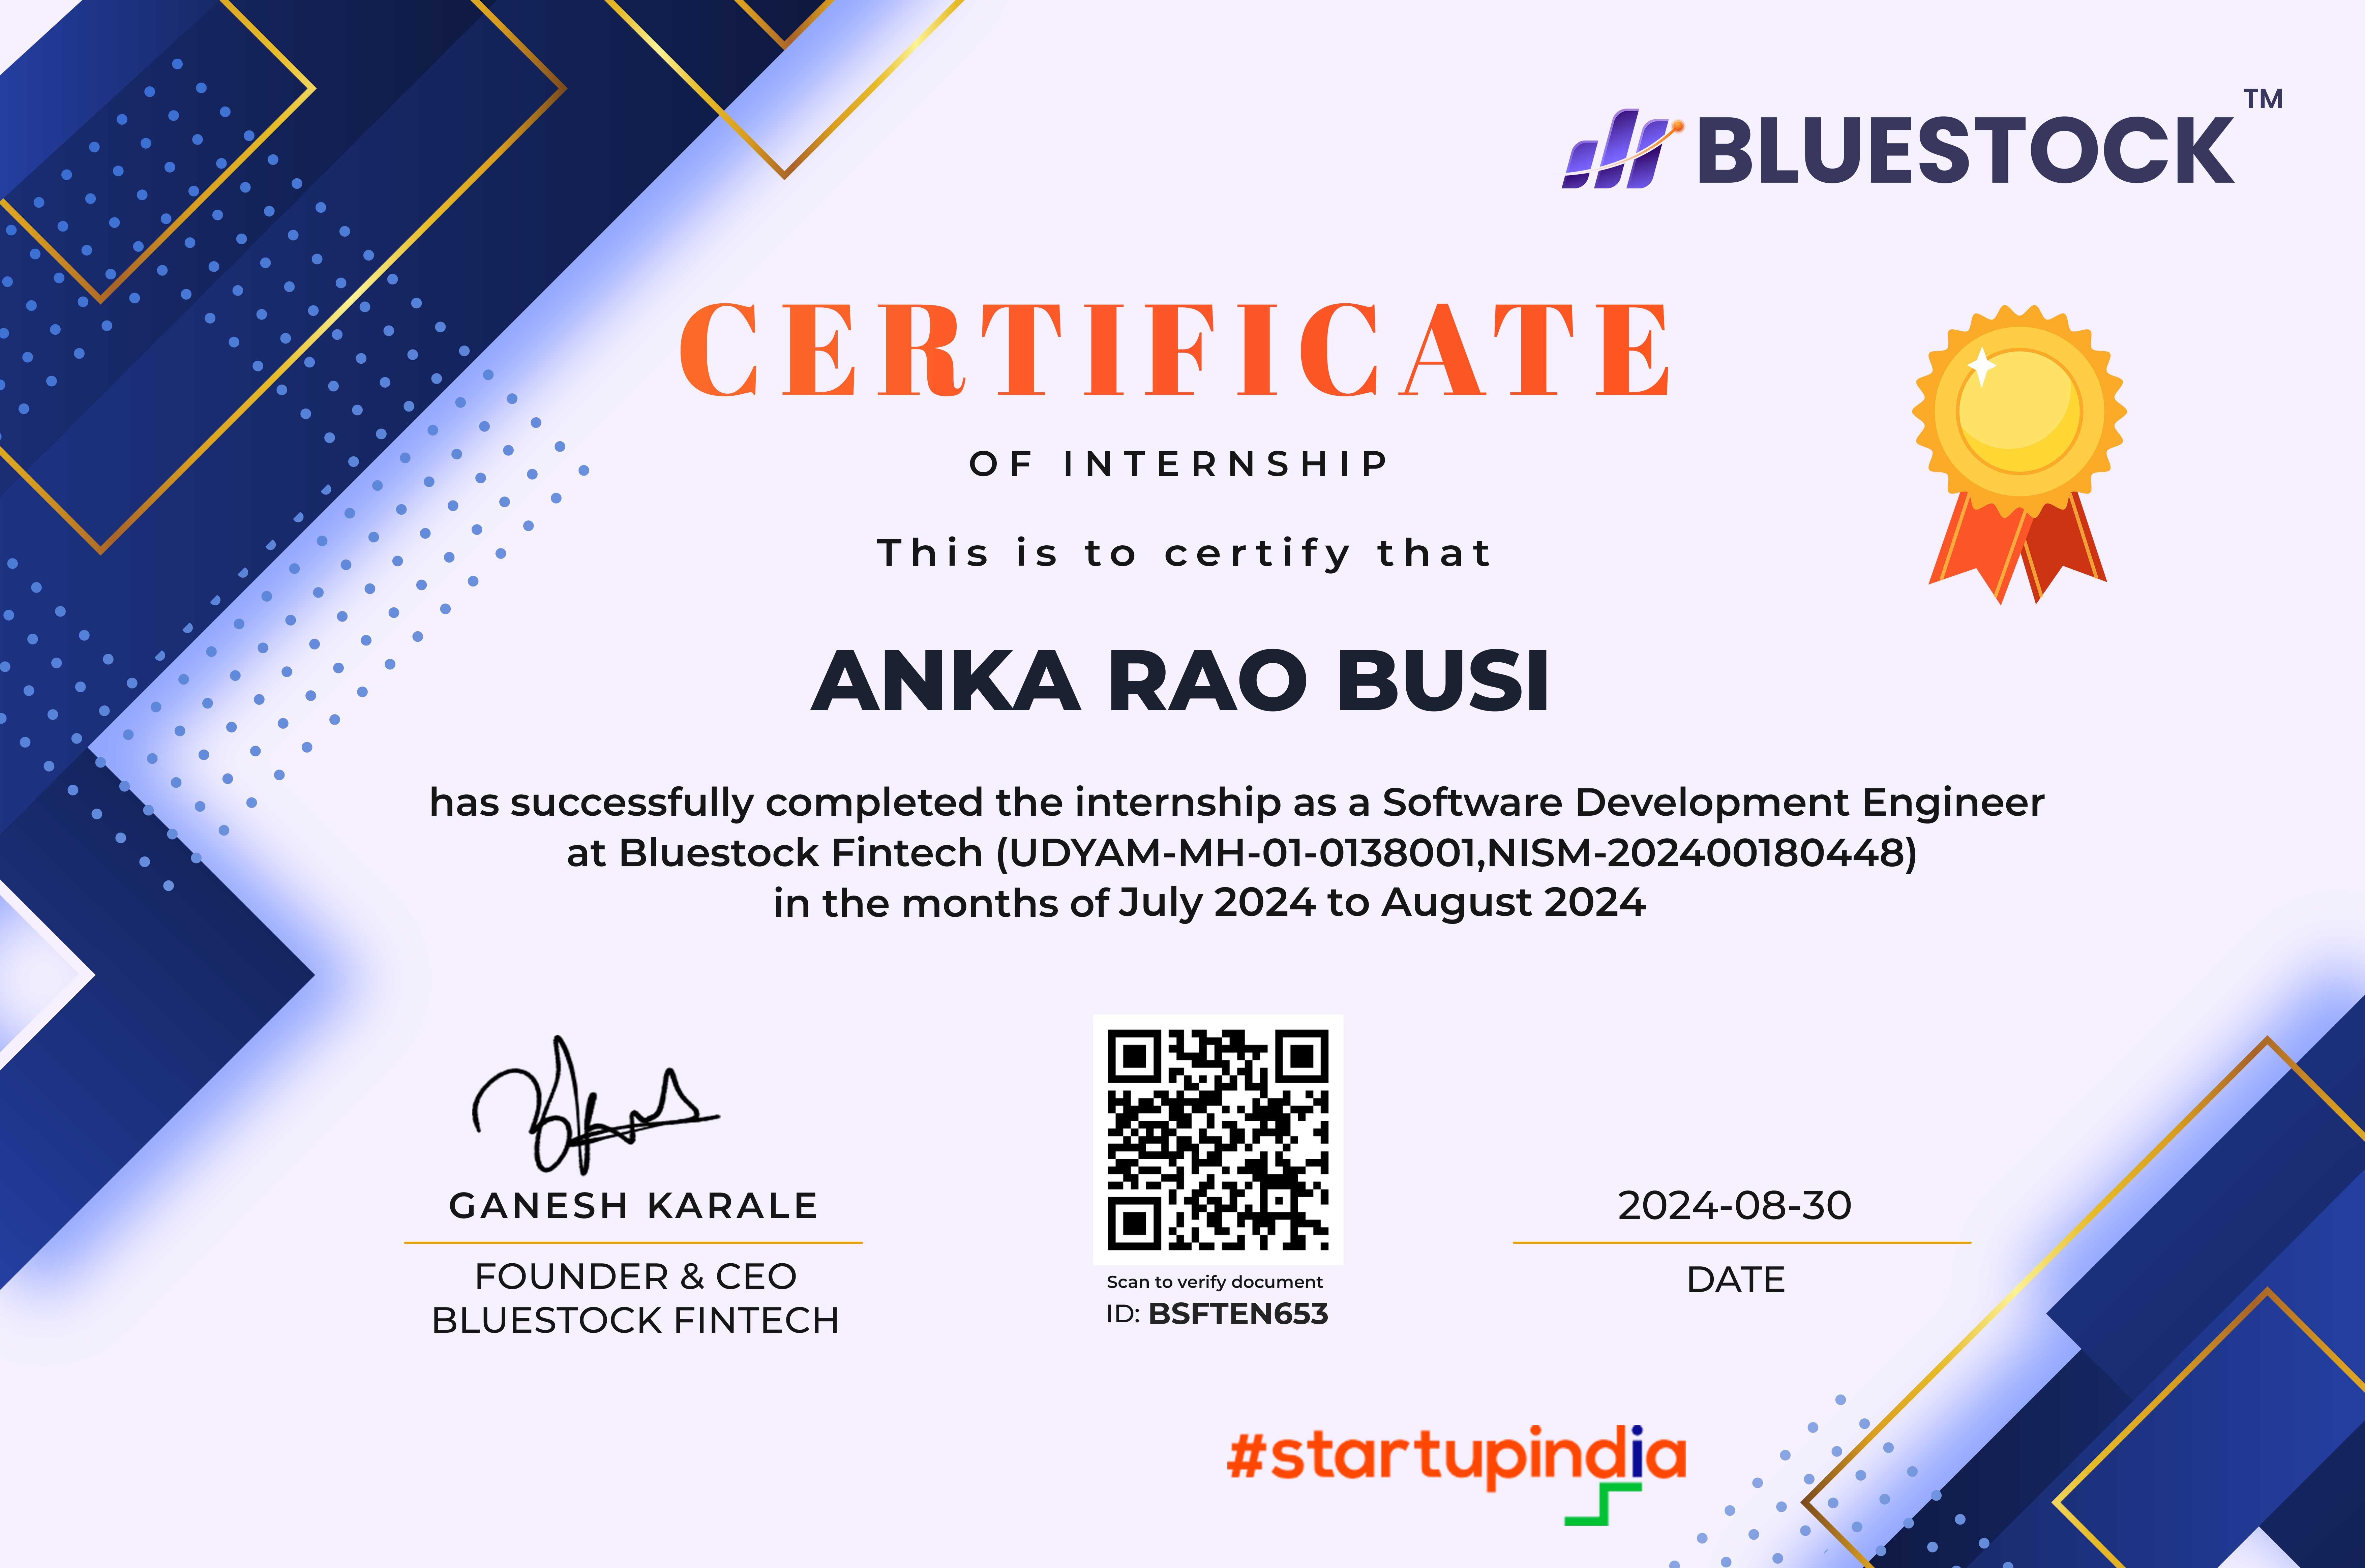 BLUESTOCK™
CERTIFICATE
OF INTERNSHIP
This is to certify that
ANKA RAO BUSI
has successfully completed the internship as a Software Development Engineer
at Bluestock Fintech (UDYAM-MH-01-0138001,NISM-202400180448)
in the months of July 2024 to August 2024
GANESH KARALE
FOUNDER & CEO
BLUESTOCK FINTECH
Scan to verify document
ID: BSFTEN653
2024-08-30
DATE
#startupindia